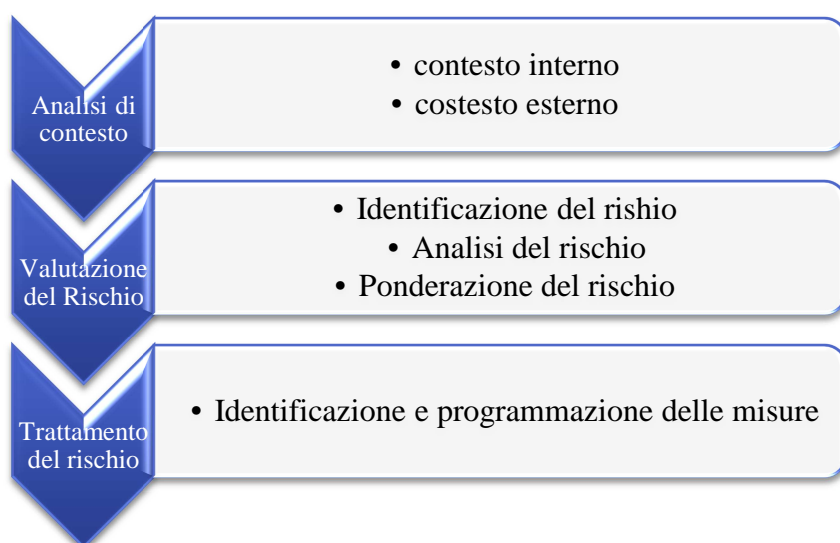 Analisi di
contesto
• contesto interno
• costesto esterno
Valutazione
del Rischio
• Identificazione del rishio
• Analisi del rischio
• Ponderazione del rischio
Trattamento
del rischio
• Identificazione e programmazione delle misure